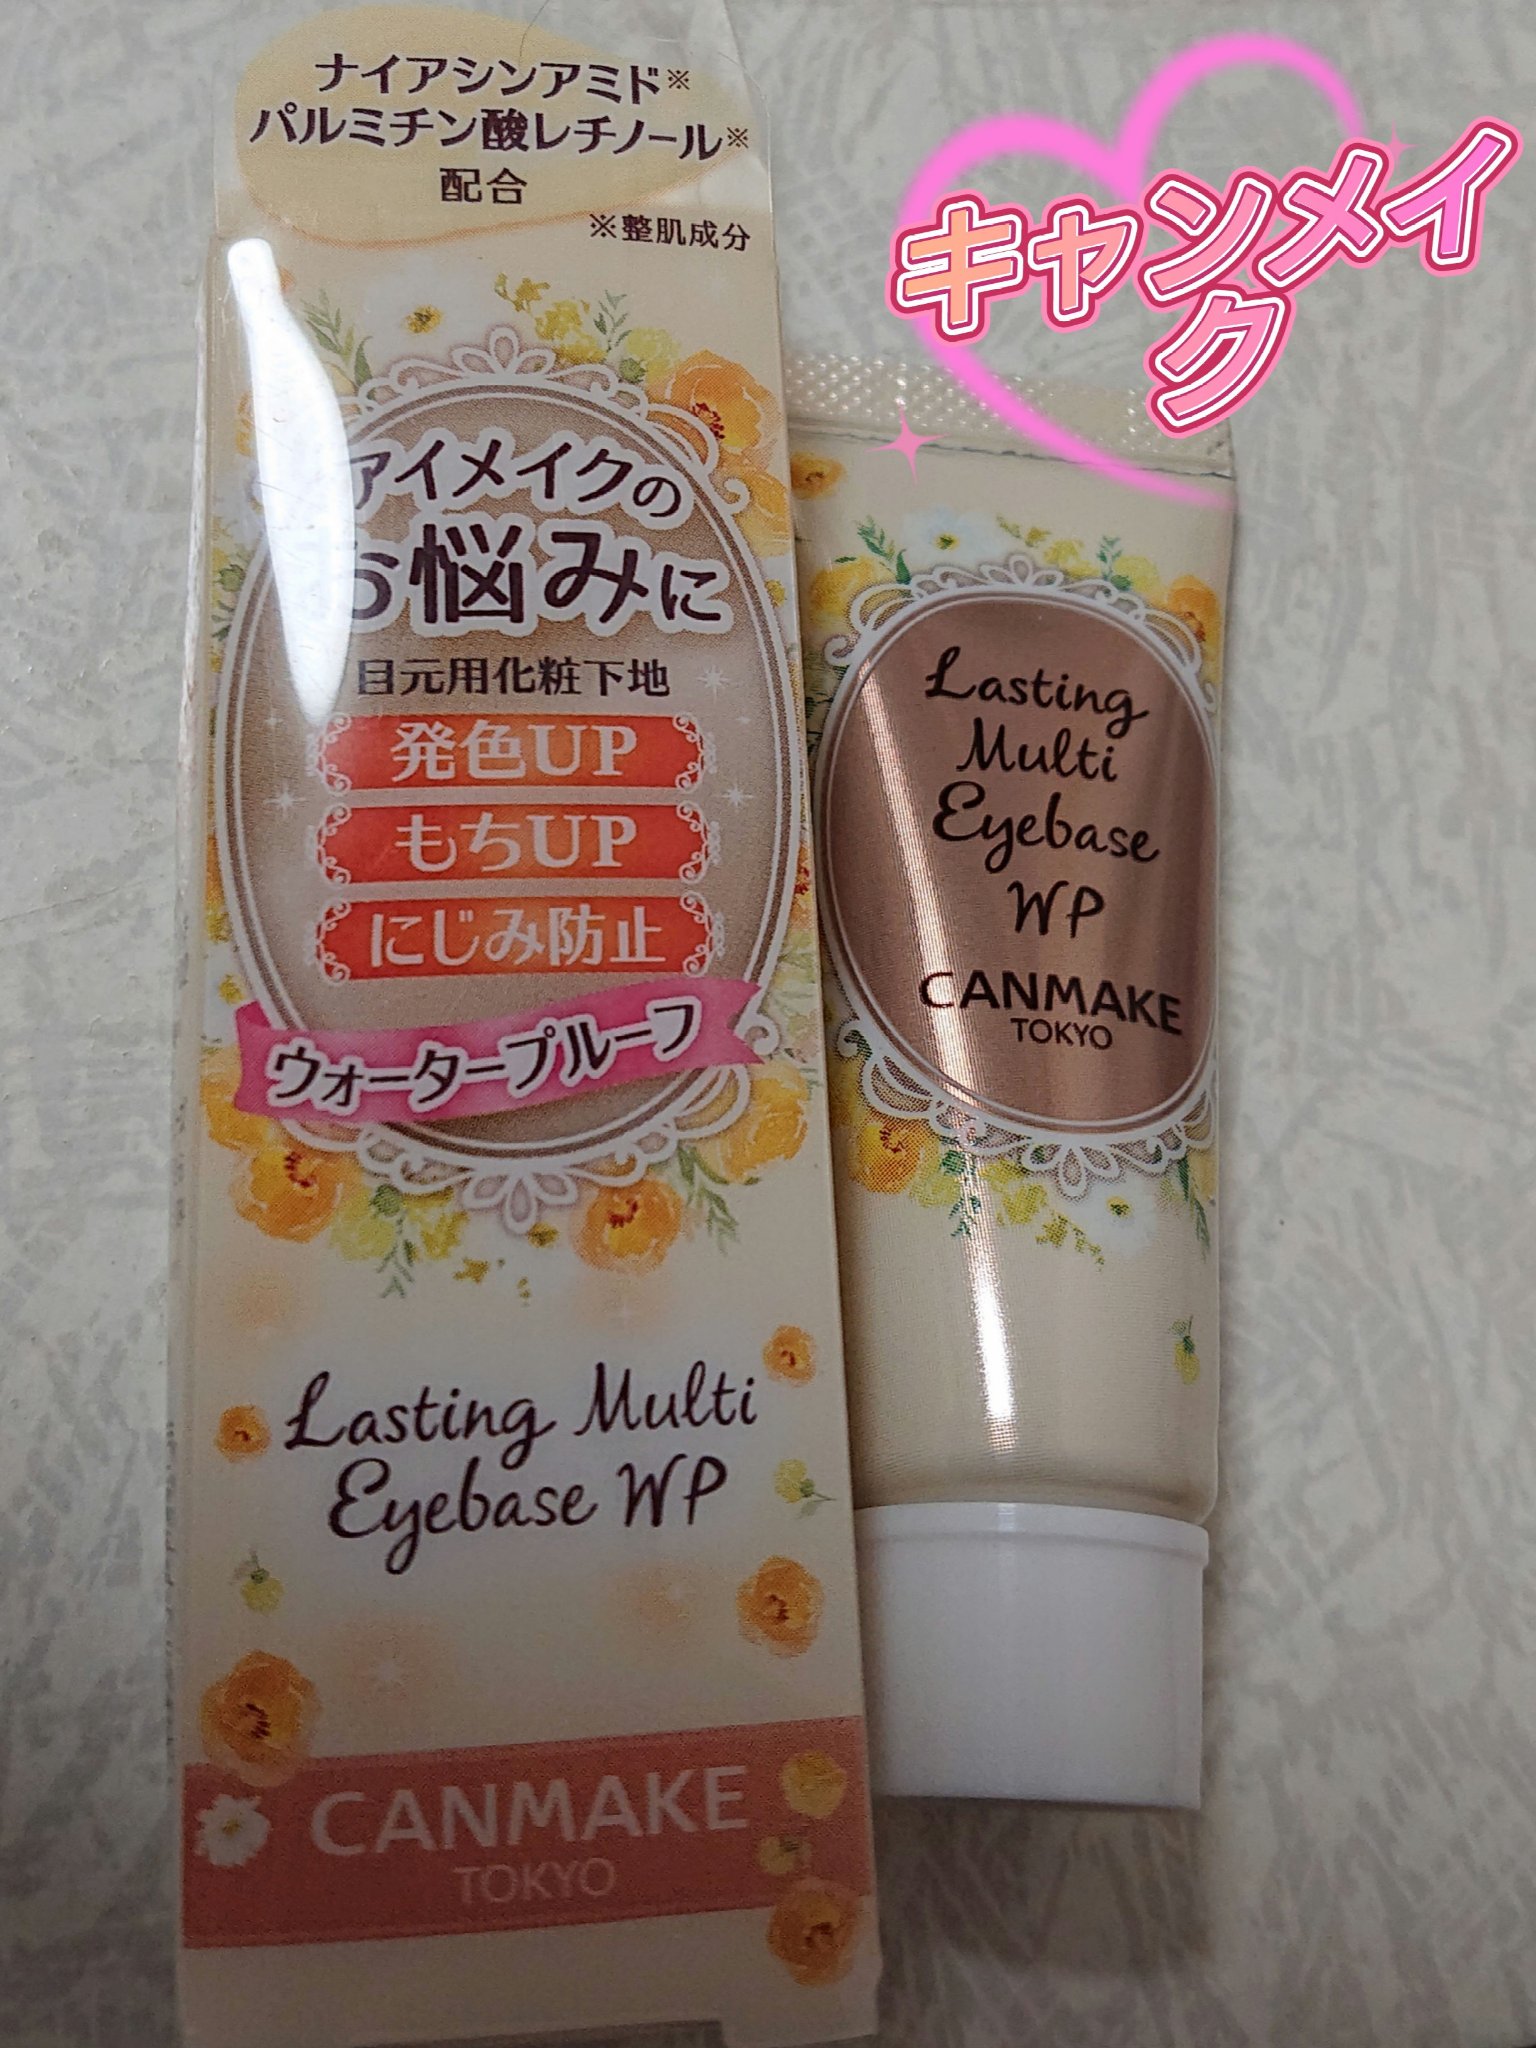 ナイアシンアミド※
パルミチン酸レチノール※
配合
※整肌成分
アイメイクの
お悩みに
目元用化粧下地
発色UP
もちUP
にじみ防止
ウォータープルーフ
Lasting Multi
Eyebase WP
CANMAKE
TOKYO
キャンメイ
ク
Lasting
Multi
Eyebase
WP
CANMAKE
TOKYO